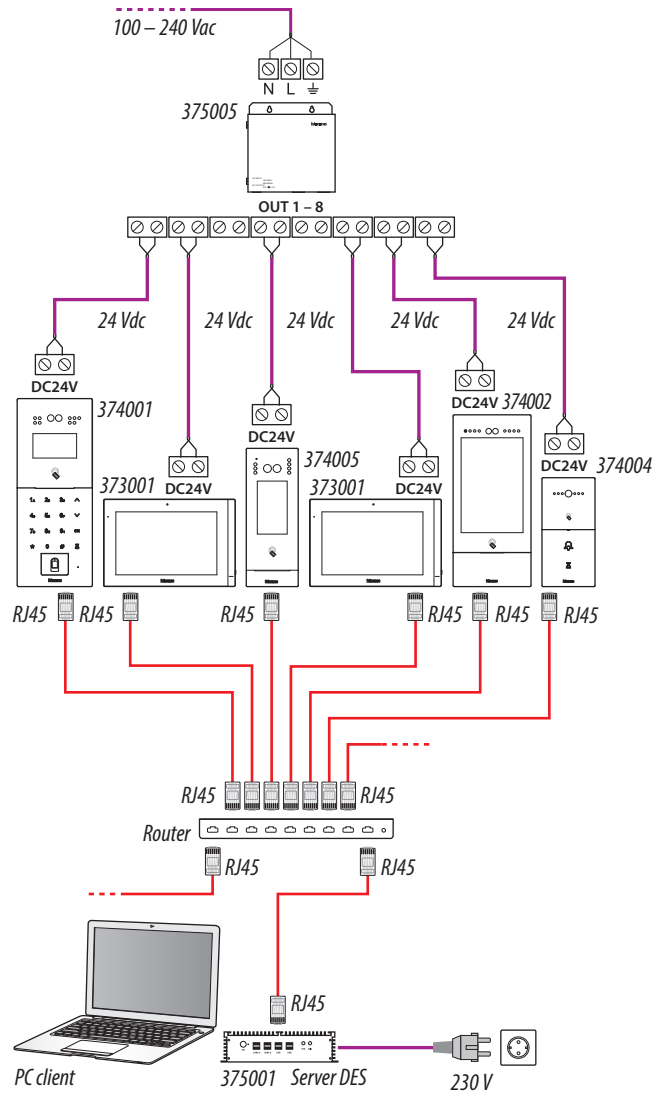 100 – 240 Vac
N L
375005
OUT 1 – 8
24 Vdc 24 Vdc 24 Vdc 24 Vdc 24 Vdc
DC24V
374001
DC24V 374002
DC24V
374005
DC24V 374004
373001 DC24V
373001 DC24V
RJ45 RJ45 RJ45 RJ45 RJ45 RJ45
RJ45 RJ45
Router
RJ45 RJ45
RJ45
PC client
375001 Server DES
230 V